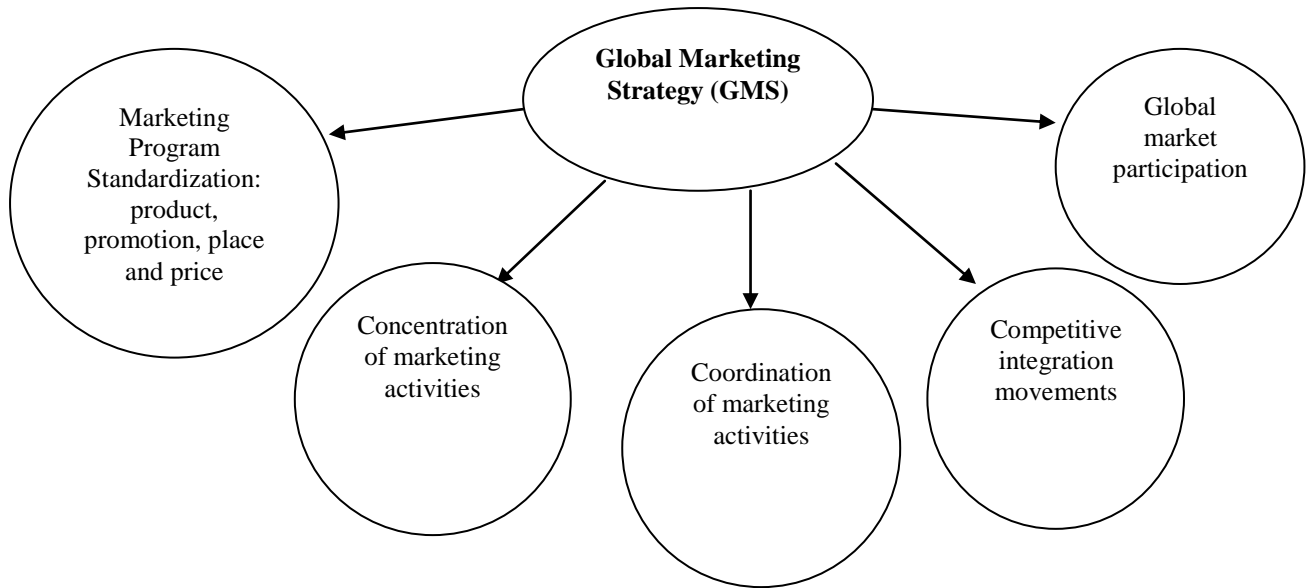 Global Marketing
Strategy (GMS)
Marketing
Program
Standardization:
product,
promotion, place
and price
Concentration
of marketing
activities
Coordination
of marketing
activities
Competitive
integration
movements
Global
market
participation